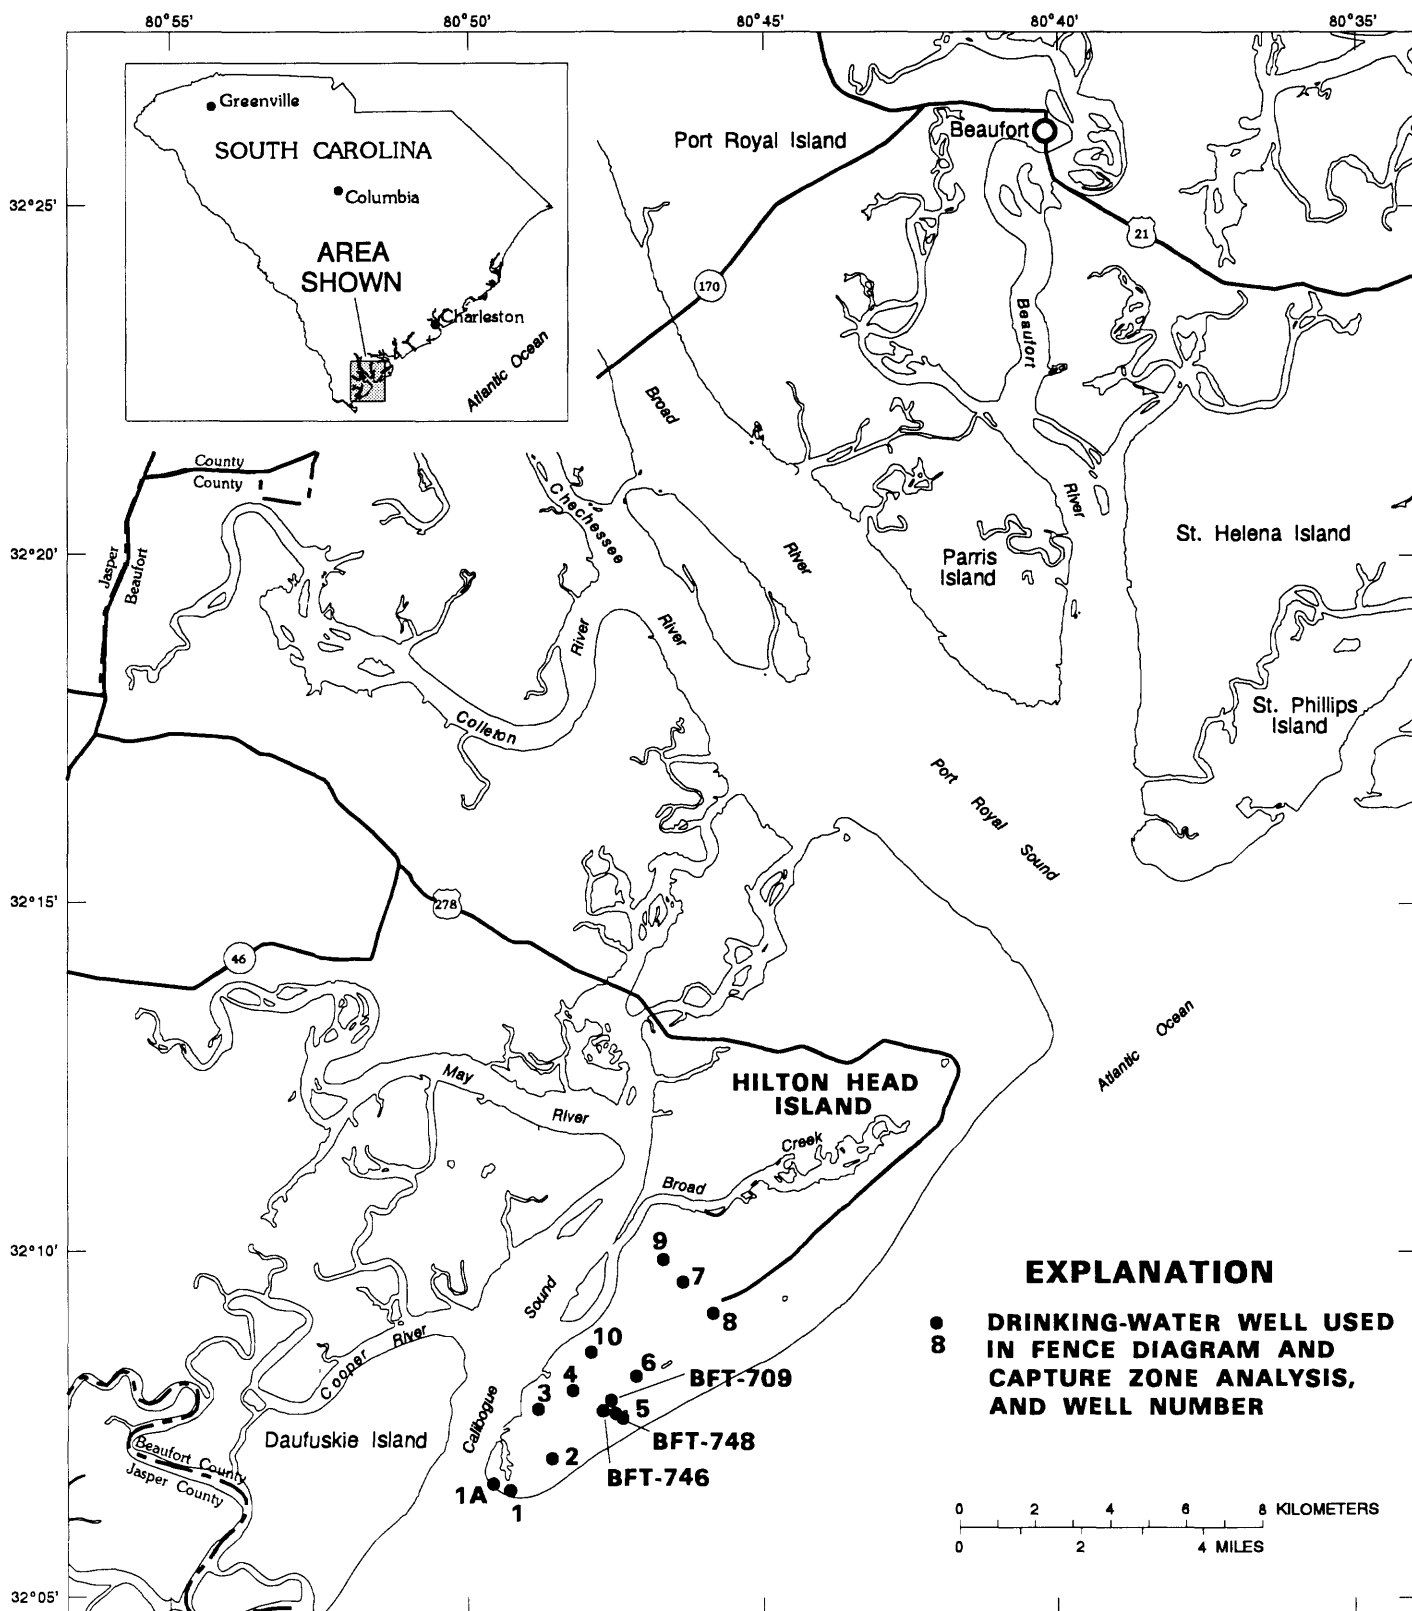 80°55'
80°50'
80°45'
80°40'
80°35'
Greenville
SOUTH CAROLINA
Columbia
AREA
SHOWN
Charleston
Atlantic Ocean
Port Royal Island
Beaufort
32°25'
21
170
Beaufort
River
Broad
River
County
County
Jasper
Beaufort
Chechessee
River
32°20'
Parris
Island
St. Helena Island
River
Colleton
St. Phillips
Island
Port Royal Sound
32°15'
278
46
Atlantic Ocean
May
River
HILTON HEAD
ISLAND
Creek
Broad
32°10'
9
7
8
EXPLANATION
8
DRINKING-WATER WELL USED
IN FENCE DIAGRAM AND
CAPTURE ZONE ANALYSIS,
AND WELL NUMBER
Sound
Calibogue
Cooper River
10
6
4
BFT-709
3
5
BFT-748
2
BFT-746
1A
1
Daufuskie Island
Beaufort County
Jasper County
0 2 4 6 8 KILOMETERS
0 2 4 MILES
32°05'